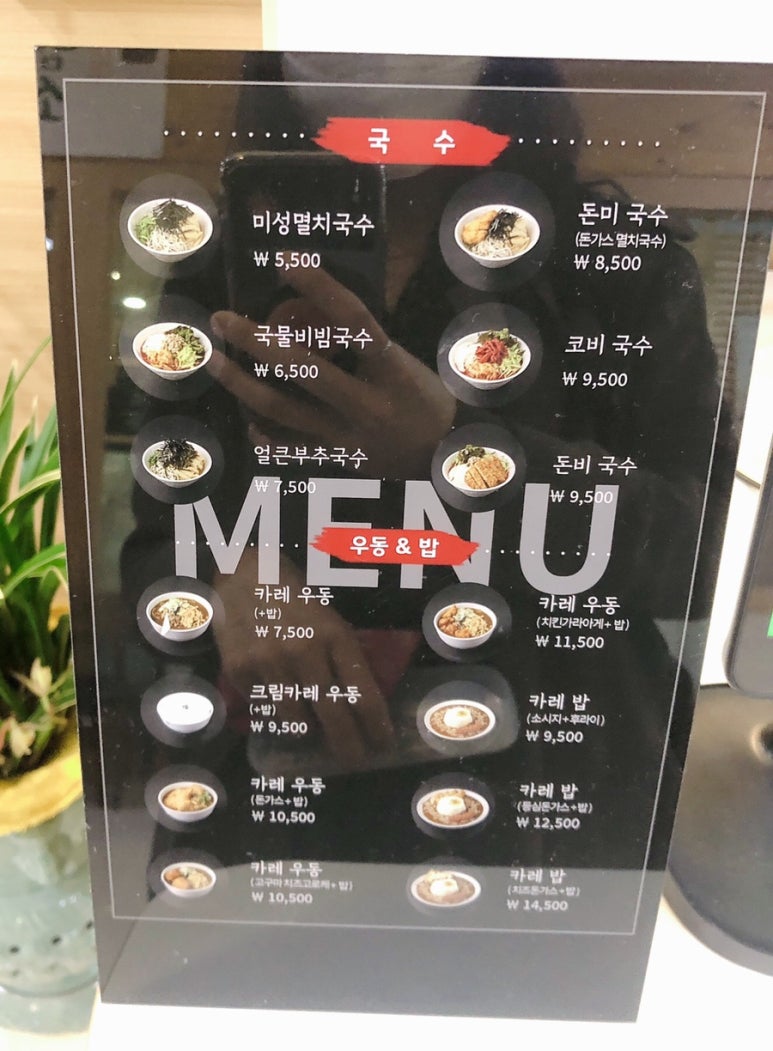 국 수
미성멸치국수
₩ 5,500
돈미 국수
(돈가스 멸치국수)
₩ 8,500
국물비빔국수
₩ 6,500
코비 국수
₩ 9,500
얼큰부추국수
₩ 7,500
돈비 국수
₩ 9,500
MENU
우동 & 밥
카레 우동
(+밥)
₩ 7,500
카레 우동
(치킨가라아게+ 밥)
₩ 11,500
크림카레 우동
(+밥)
₩ 9,500
카레 밥
(소시지+후라이)
₩ 9,500
카레 우동
(돈가스+밥)
₩ 10,500
카레 밥
(등심돈가스+밥)
₩ 12,500
카레 우동
(고구마 치즈고로케+ 밥)
₩ 10,500
카레 밥
(치즈돈가스+밥)
₩ 14,500